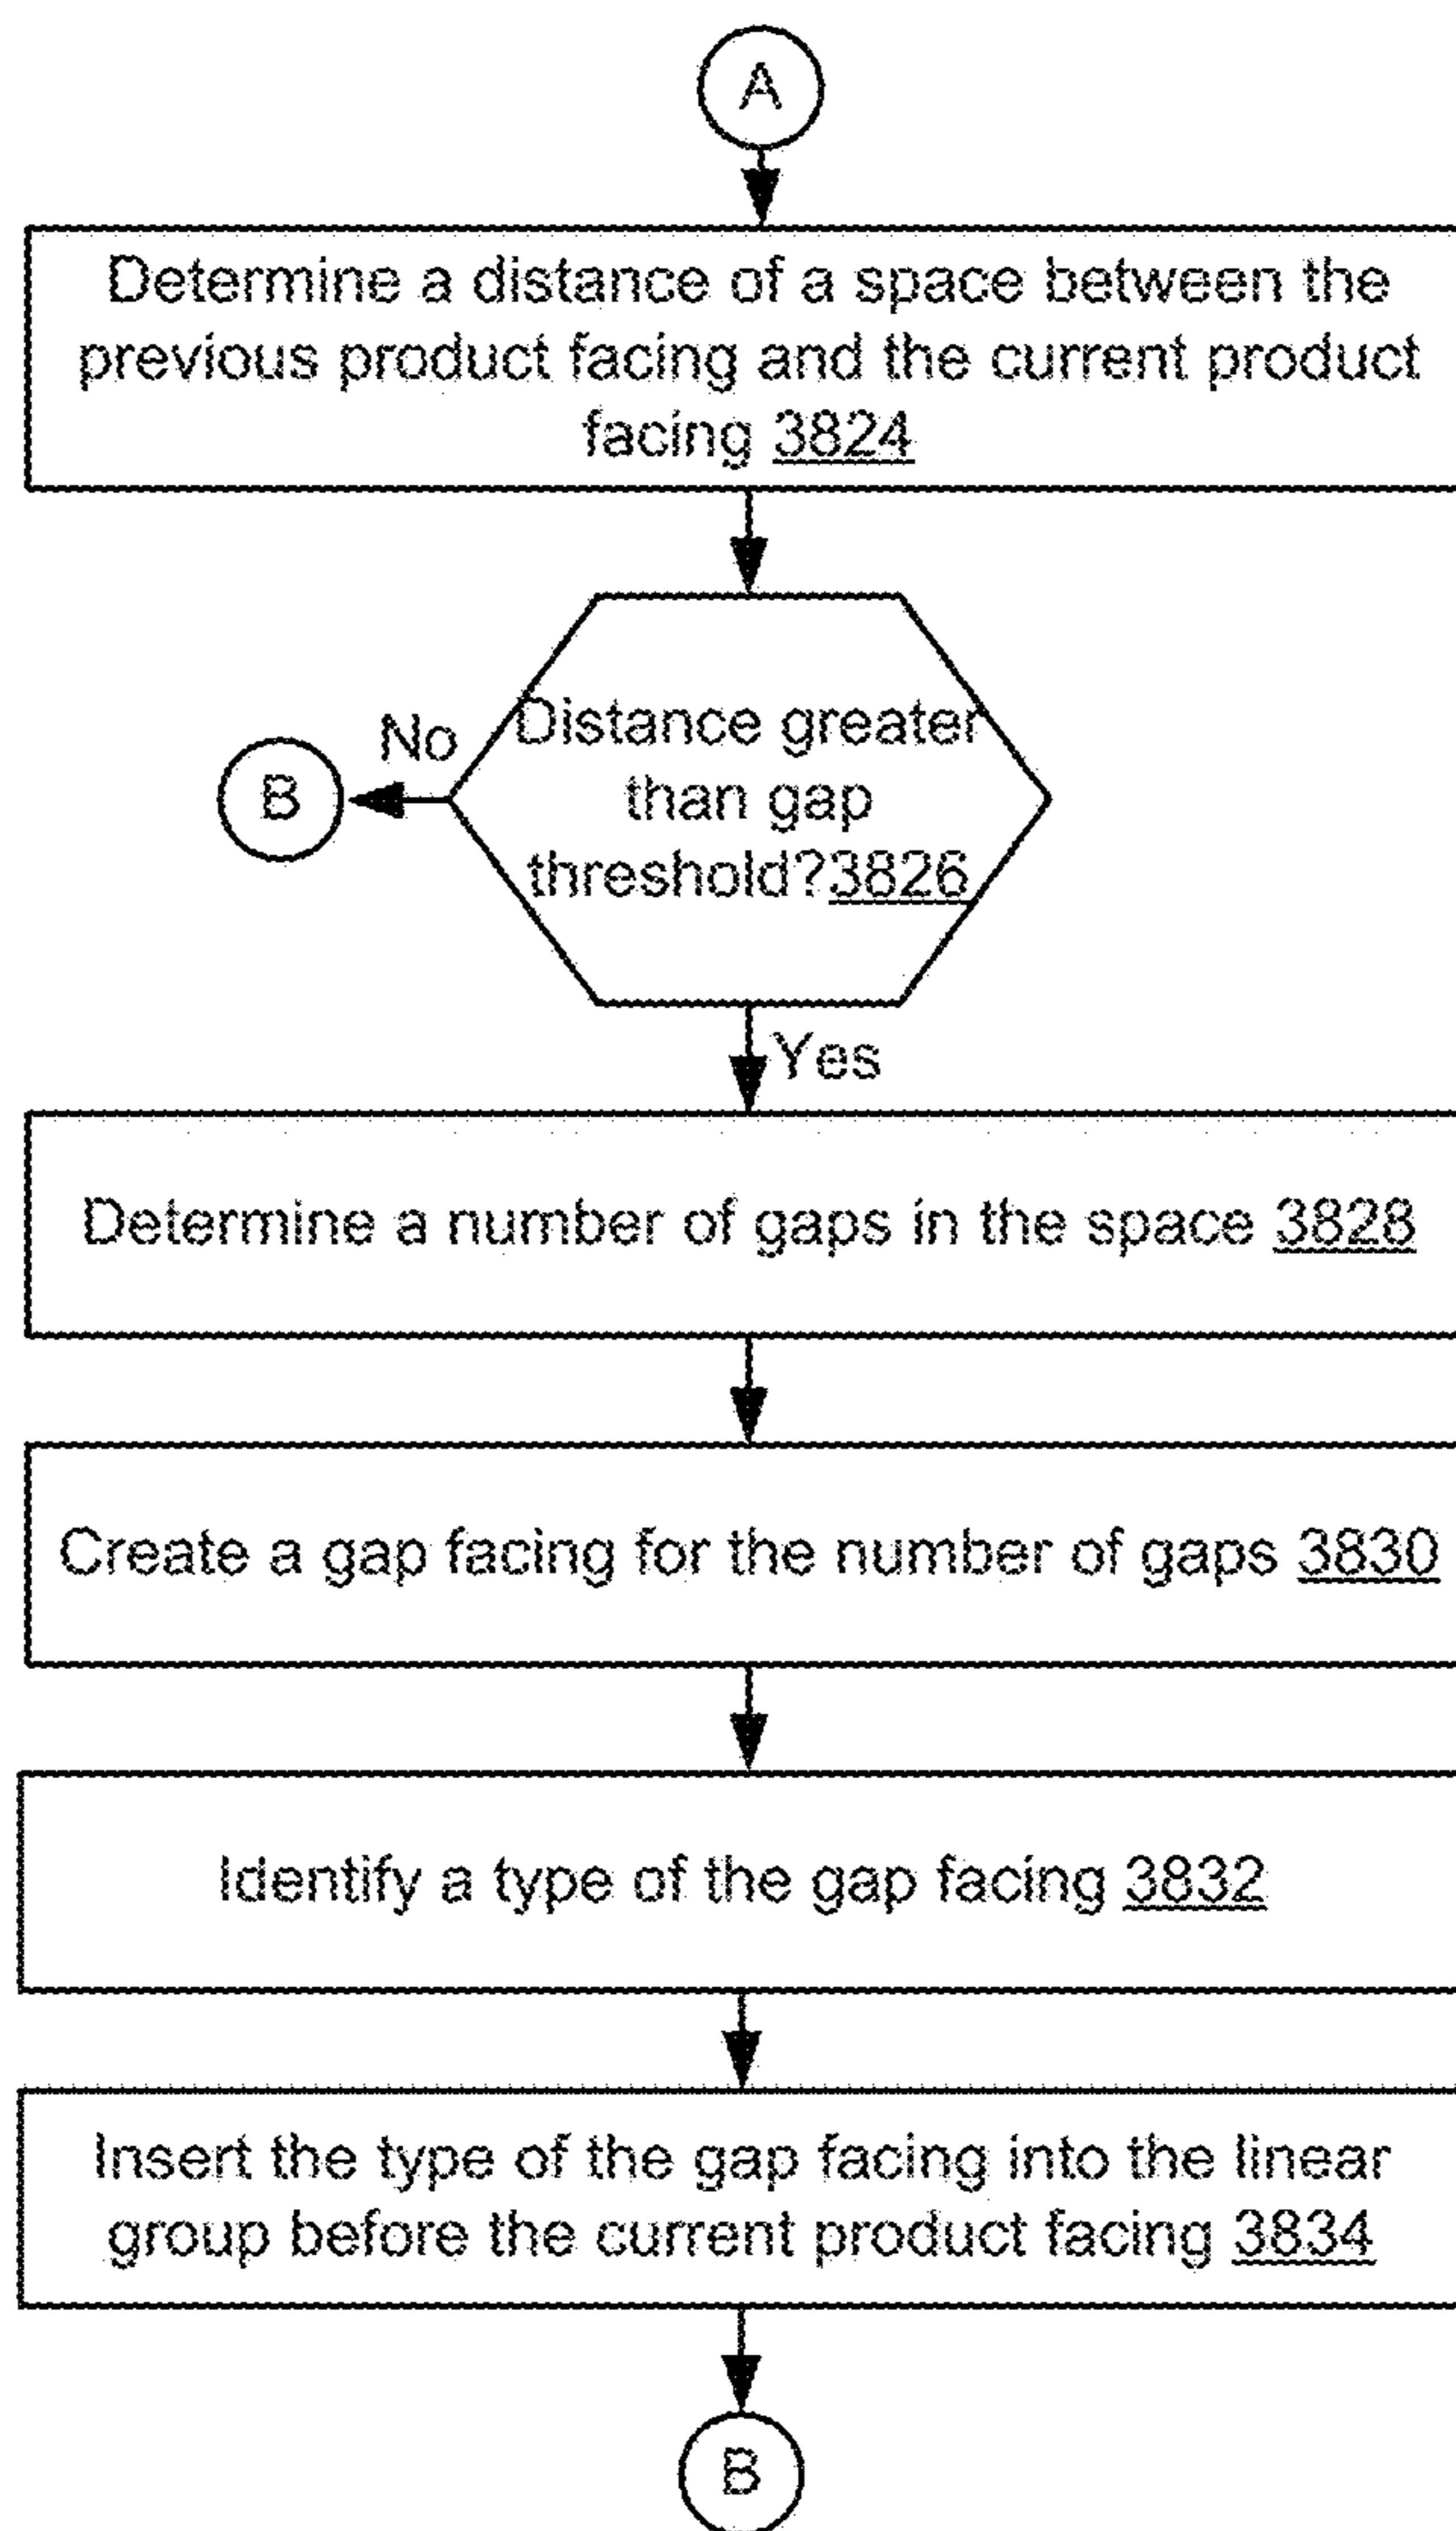 A
Determine a distance of a space between the
previous product facing and the current product
facing 3824
No
B
Distance greater
than gap
threshold?3826
Yes
Determine a number of gaps in the space 3828
Create a gap facing for the number of gaps 3830
Identify a type of the gap facing 3832
Insert the type of the gap facing into the linear
group before the current product facing 3834
B